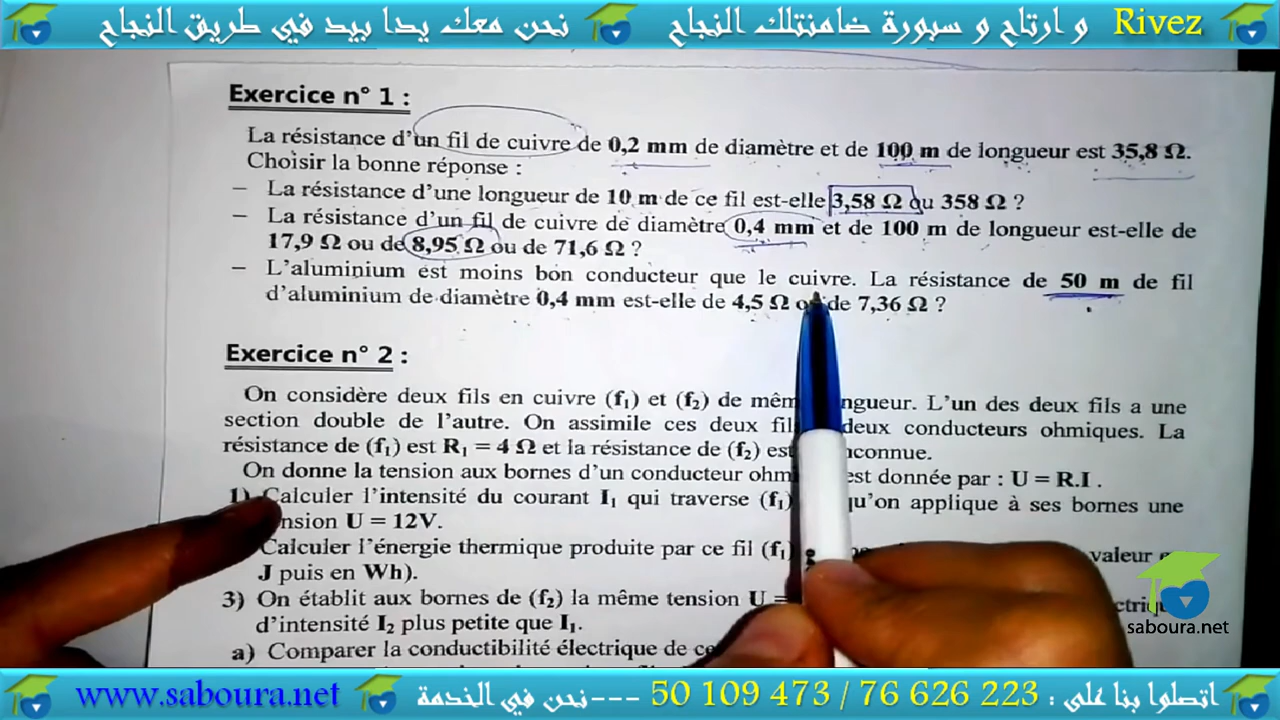 نحن معك يدا بيد في طريق النجاح و ارتاح و سبورة ضامنتلك النجاح Rivez
Exercice n° 1 :
La résistance d'un fil de cuivre de 0,2 mm de diamètre et de 100 m de longueur est 35,8 Ω.
Choisir la bonne réponse :
– La résistance d'une longueur de 10 m de ce fil est-elle 3,58 Ω ou 358 Ω ?
– La résistance d'un fil de cuivre de diamètre 0,4 mm et de 100 m de longueur est-elle de
17,9 Ω ou de 8,95 Ω ou de 71,6 Ω ?
– L'aluminium est moins bon conducteur que le cuivre. La résistance de 50 m de fil
d'aluminium de diamètre 0,4 mm est-elle de 4,5 Ω ou de 7,36 Ω ?
Exercice n° 2 :
On considère deux fils en cuivre (f₁) et (f₂) de même longueur. L'un des deux fils a une
section double de l'autre. On assimile ces deux fils deux conducteurs ohmiques. La
résistance de (f₁) est R₁ = 4 Ω et la résistance de (f₂) est inconnue.
On donne la tension aux bornes d'un conducteur ohm est donnée par : U = R.I .
1) Calculer l'intensité du courant I₁ qui traverse (f₁) qu'on applique à ses bornes une
tension U = 12V.
Calculer l'énergie thermique produite par ce fil (f₁) valeur
J puis en Wh).
3) On établit aux bornes de (f₂) la même tension U =
d'intensité I₂ plus petite que I₁.
a) Comparer la conductibilité électrique de
saboura.net
www.saboura.net اتصلوا بنا على : 50 109 473 / 76 626 223 ---نحن في الخدمة